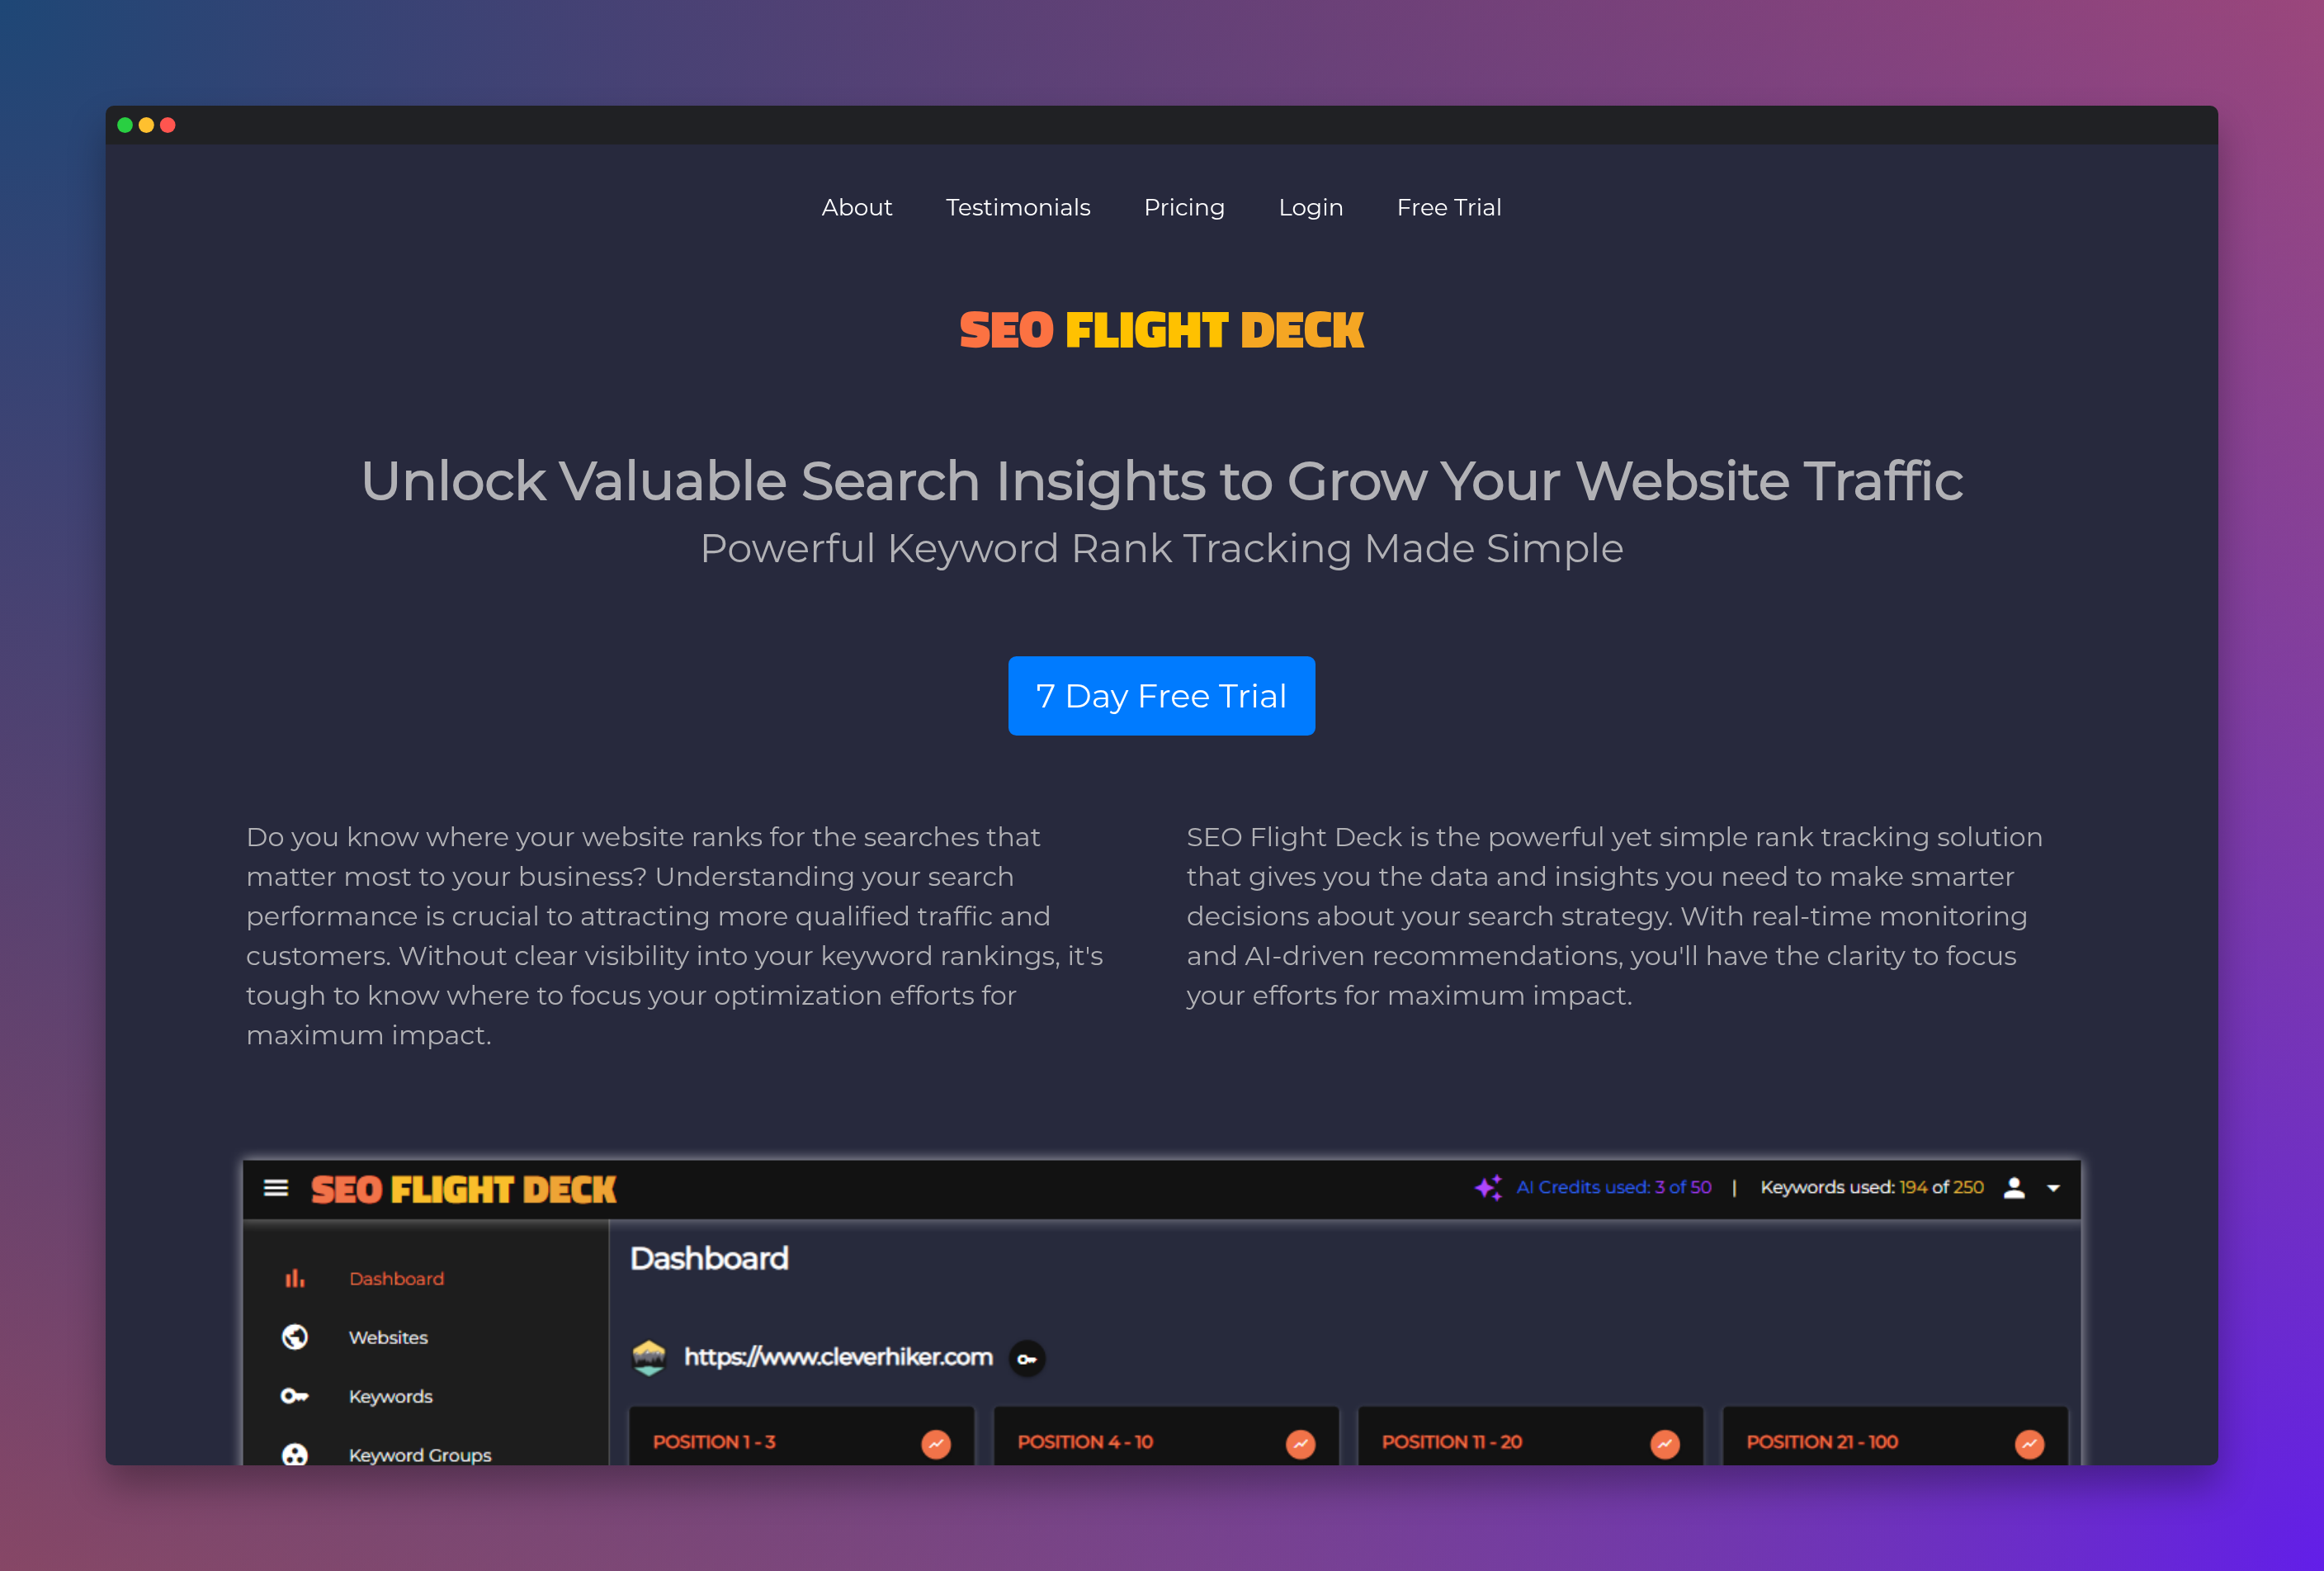 About Testimonials Pricing Login Free Trial
SEO FLIGHT DECK
Unlock Valuable Search Insights to Grow Your Website Traffic
Powerful Keyword Rank Tracking Made Simple
7 Day Free Trial
Do you know where your website ranks for the searches that
matter most to your business? Understanding your search
performance is crucial to attracting more qualified traffic and
customers. Without clear visibility into your keyword rankings, it's
tough to know where to focus your optimization efforts for
maximum impact.
SEO Flight Deck is the powerful yet simple rank tracking solution
that gives you the data and insights you need to make smarter
decisions about your search strategy. With real-time monitoring
and AI-driven recommendations, you'll have the clarity to focus
your efforts for maximum impact.
SEO FLIGHT DECK
AI Credits used: 3 of 50 | Keywords used: 194 of 250
Dashboard
Websites
Keywords
Keyword Groups
Dashboard
https://www.cleverhiker.com
POSITION 1 - 3
POSITION 4 - 10
POSITION 11 - 20
POSITION 21 - 100